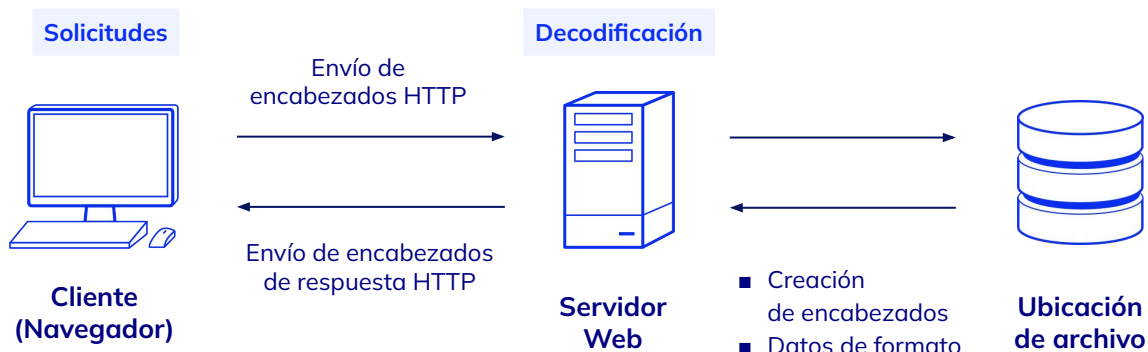 Solicitudes
Decodificación
Envío de
encabezados HTTP
Envío de encabezados
de respuesta HTTP
Cliente
(Navegador)
Servidor
Web
▪ Creación
de encabezados
▪ Datos de formato
Ubicación
de archivo